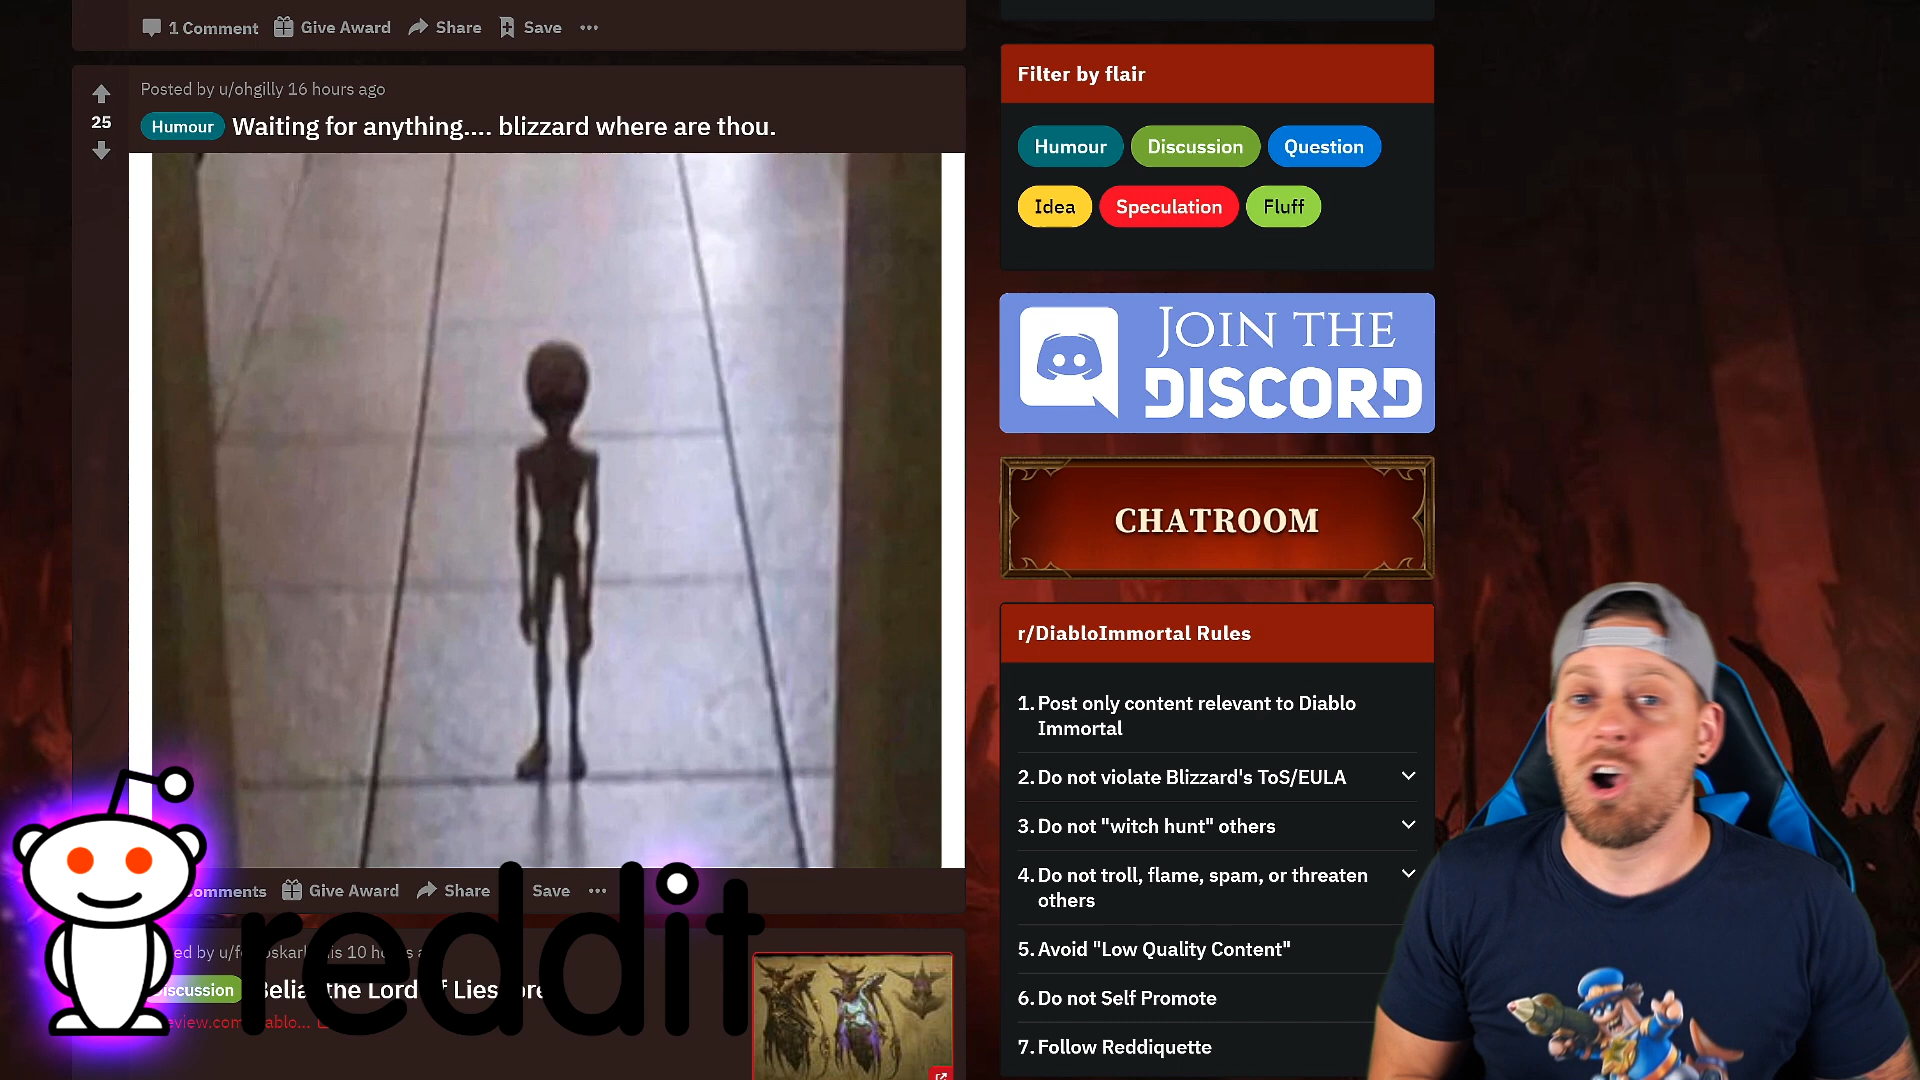 1 Comment Give Award Share Save
Posted by u/ohgilly 16 hours ago
25
Humour Waiting for anything.... blizzard where are thou.
Give Award Share Save
reddit
10
the Lord Lies
Filter by flair
Humour Discussion Question
Idea Speculation Fluff
JOIN THE
DISCORD
CHATROOM
r/DiabloImmortal Rules
1. Post only content relevant to Diablo
Immortal
2. Do not violate Blizzard's ToS/EULA
3. Do not "witch hunt" others
4. Do not troll, flame, spam, or threaten
others
5. Avoid "Low Quality Content"
6. Do not Self Promote
7. Follow Reddiquette